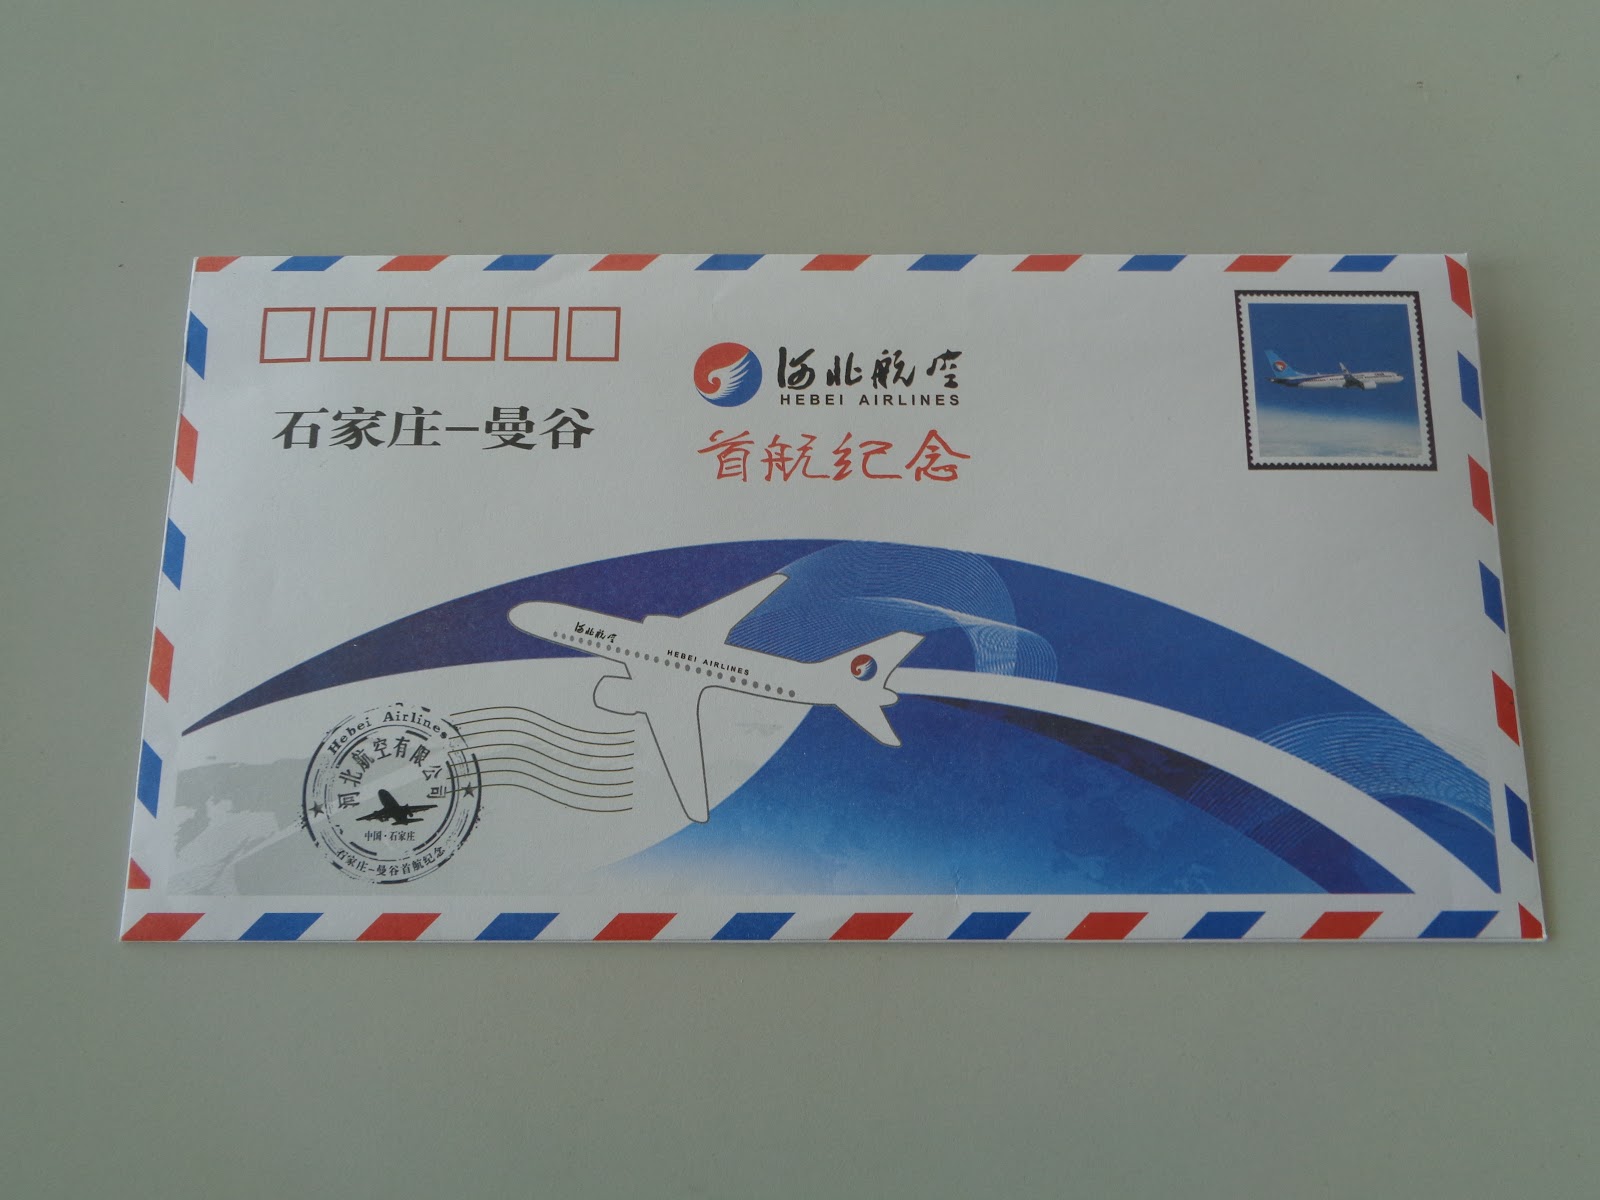 河北航空
HEBEI AIRLINES
石家庄–曼谷
首航纪念
河北航空
HEBEI AIRLINES
Hebei Airlines
河北航空有限公司
中国·石家庄
石家庄–曼谷首航纪念